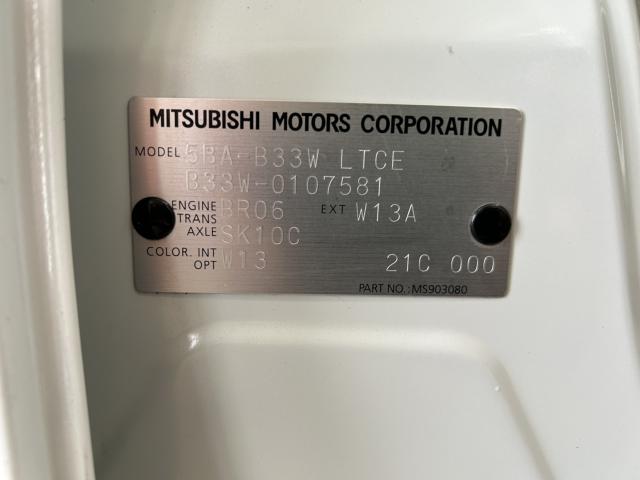 MITSUBISHI MOTORS CORPORATION
MODEL 5BA-B33W LTCE
B33W-0107581
ENGINE BR06 EXT W13A
TRANS
AXLE SK10C
COLOR. INT W13
OPT 21C 000
PART NO.:MS903080